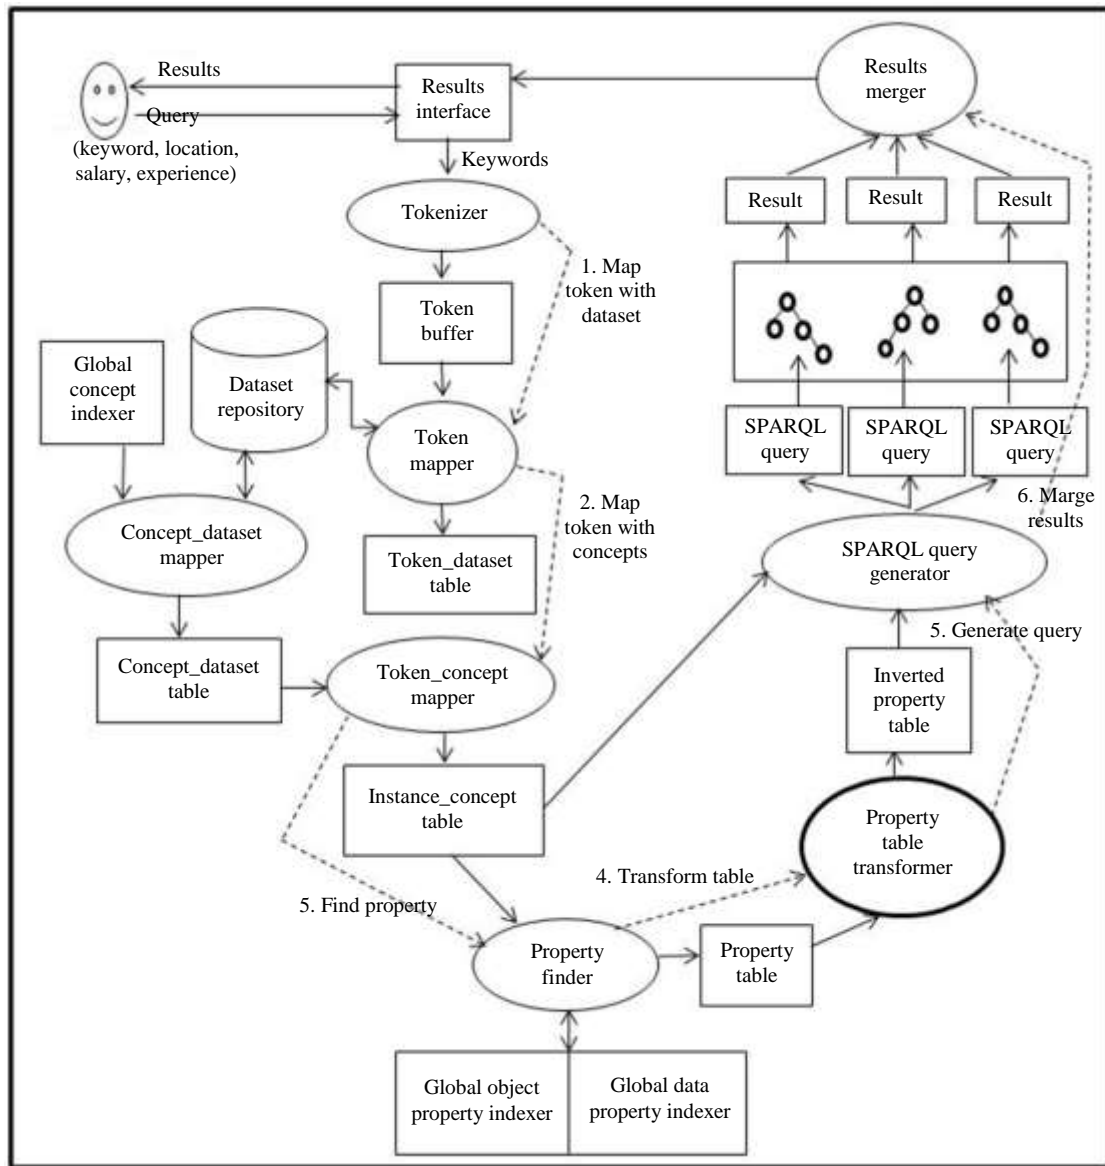 Results
Query
(keyword, location,
salary, experience)
Results
interface
Keywords
Results
merger
Tokenizer
Result
Result
Result
1. Map
token with
dataset
Token
buffer
Global
concept
indexer
Dataset
repository
Token
mapper
SPARQL
query
SPARQL
query
SPARQL
query
6. Marge
results
Concept_dataset
mapper
2. Map
token with
concepts
Token_dataset
table
SPARQL query
generator
5. Generate query
Concept_dataset
table
Token_concept
mapper
Inverted
property
table
Instance_concept
table
Property
table
transformer
4. Transform table
5. Find property
Property
finder
Property
table
Global object
property indexer
Global data
property indexer